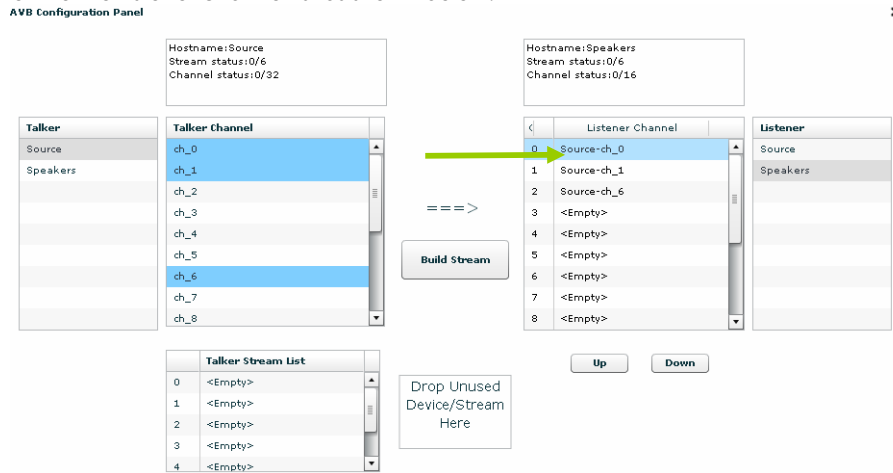 AVB Configuration Panel
Hostname:Source
Stream status:0/6
Channel status:0/32
Hostname:Speakers
Stream status:0/6
Channel status:0/16
Talker
Source
Speakers
Talker Channel
ch_0
ch_1
ch_2
ch_3
ch_4
ch_5
ch_6
ch_7
ch_8
===>
Build Stream
Listener Channel
0 Source-ch_0
1 Source-ch_1
2 Source-ch_6
3 <Empty>
4 <Empty>
5 <Empty>
6 <Empty>
7 <Empty>
8 <Empty>
Listener
Source
Speakers
Up
Down
Talker Stream List
0 <Empty>
1 <Empty>
2 <Empty>
3 <Empty>
4 <Empty>
Drop Unused
Device/Stream
Here